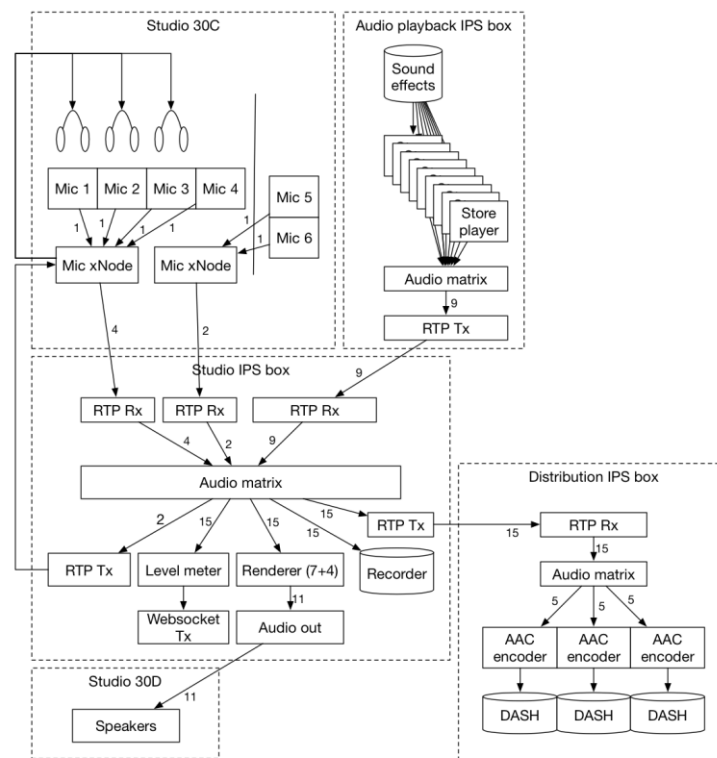 Studio 30C
Audio playback IPS box
Sound
effects
Mic 1
Mic 2
Mic 3
Mic 4
Mic 5
Mic 6
1
1
1
1
1
1
Store
player
Mic xNode
Mic xNode
Audio matrix
9
RTP Tx
4
2
9
Studio IPS box
RTP Rx
RTP Rx
RTP Rx
4
2
9
Audio matrix
Distribution IPS box
2
15
15
15
15
RTP Tx
15
RTP Rx
15
RTP Tx
Level meter
Renderer (7+4)
Recorder
Audio matrix
11
5
5
5
Websocket
Tx
Audio out
AAC
encoder
AAC
encoder
AAC
encoder
Studio 30D
11
Speakers
DASH
DASH
DASH